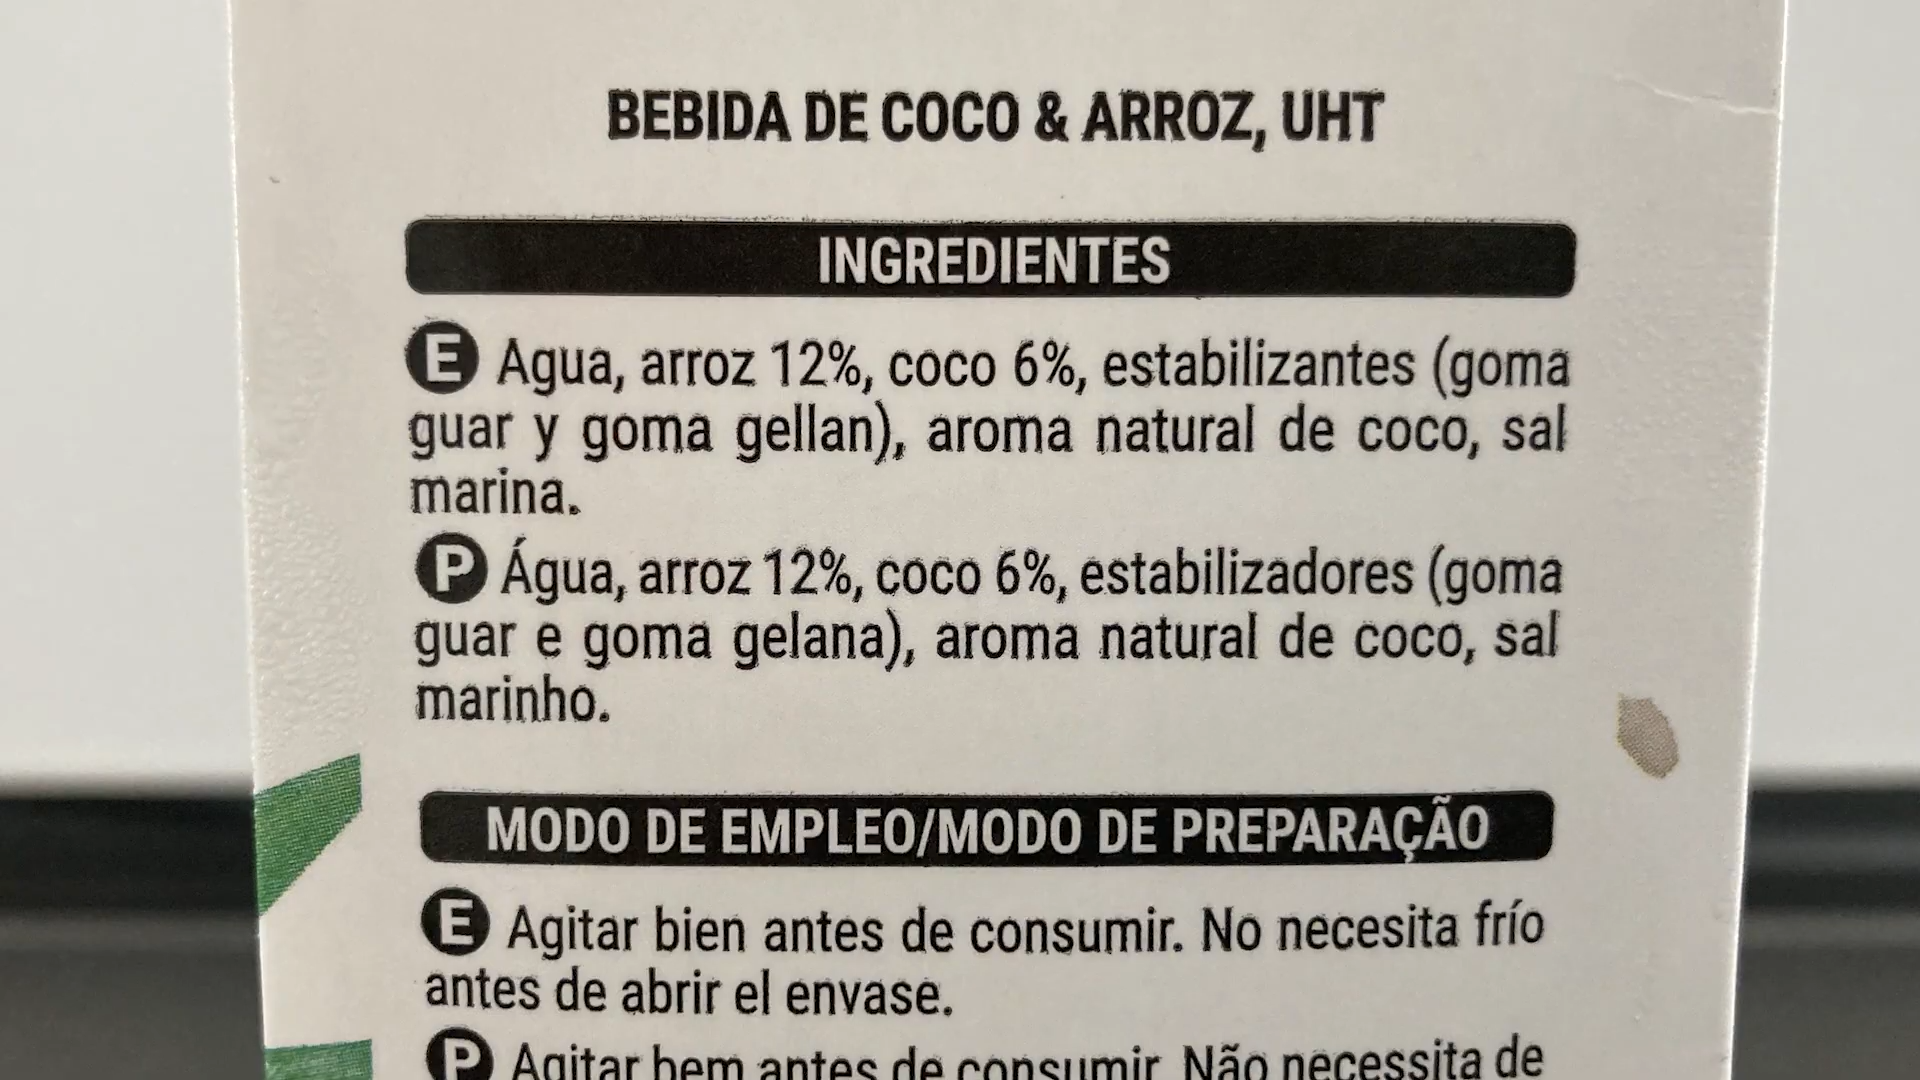 BEBIDA DE COCO & ARROZ, UHT
INGREDIENTES
E Agua, arroz 12%, coco 6%, estabilizantes (goma
guar y goma gellan), aroma natural de coco, sal
marina.
P Água, arroz 12%, coco 6%, estabilizadores (goma
guar e goma gelana), aroma natural de coco, sal
marinho.
MODO DE EMPLEO/MODO DE PREPARAÇÃO
E Agitar bien antes de consumir. No necesita frío
antes de abrir el envase.
P Agitar bem antes de consumir. Não necessita de